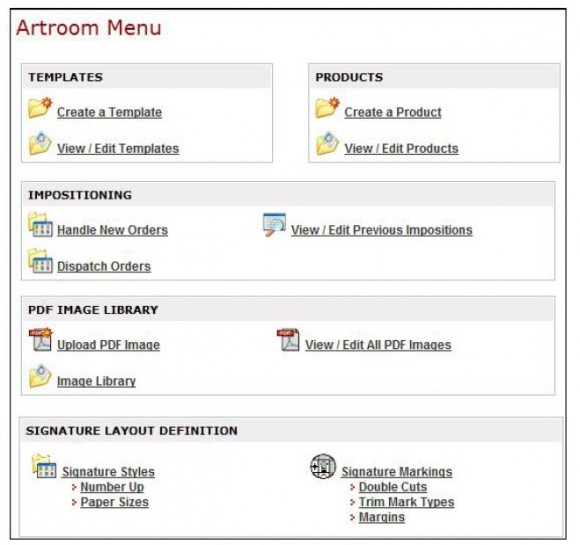 Artroom Menu
TEMPLATES
Create a Template
View / Edit Templates
PRODUCTS
Create a Product
View / Edit Products
IMPOSITIONING
Handle New Orders
View / Edit Previous Impositions
Dispatch Orders
PDF IMAGE LIBRARY
Upload PDF Image
View / Edit All PDF Images
Image Library
SIGNATURE LAYOUT DEFINITION
Signature Styles
Number Up
Paper Sizes
Signature Markings
Double Cuts
Trim Mark Types
Margins